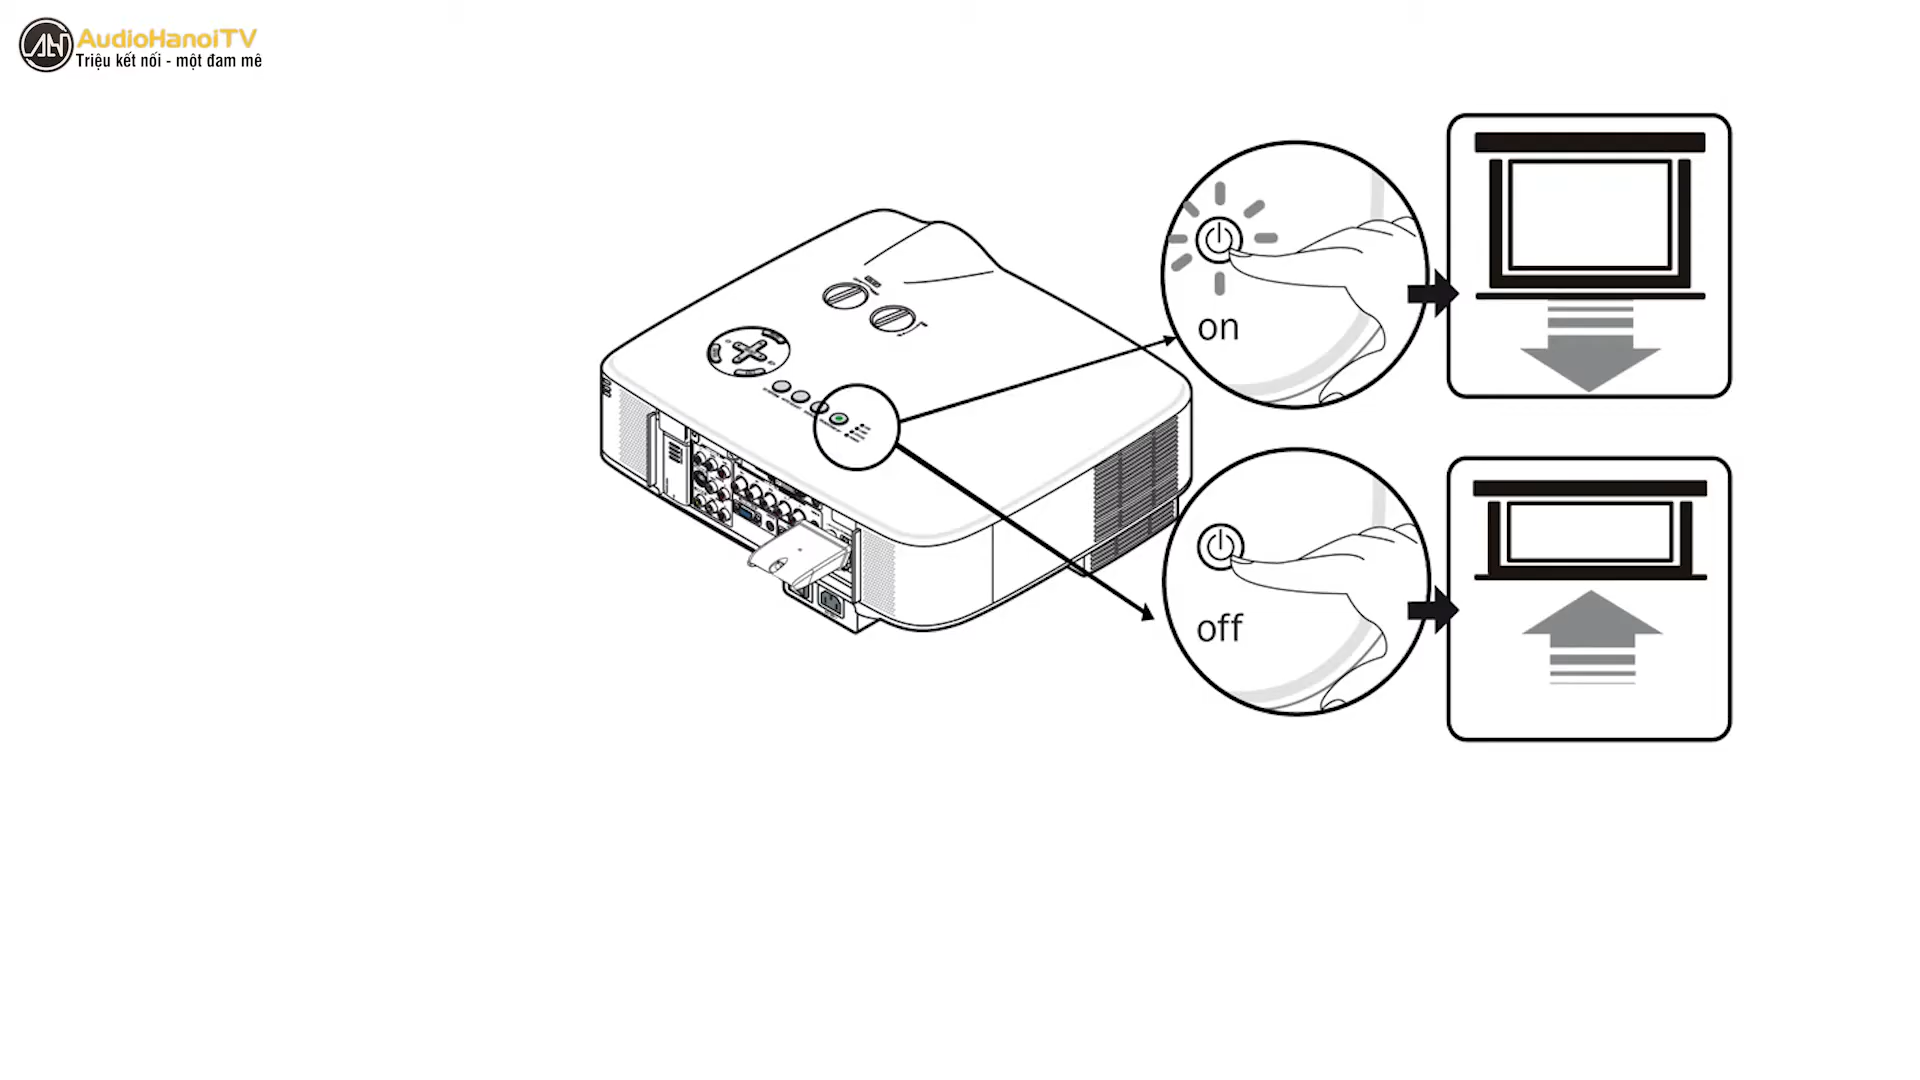 AudioHanoiTV
Triệu kết nối - một đam mê
on
off